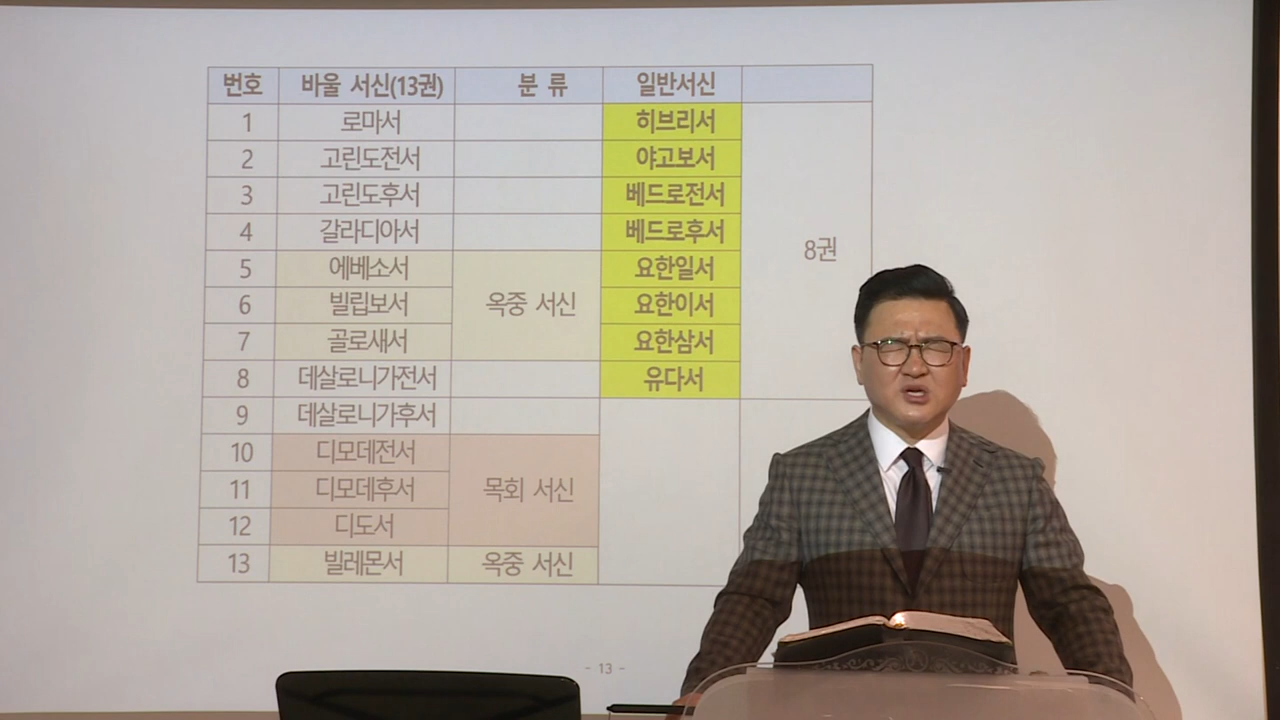 번호 바울 서신(13권) 분 류 일반서신
1 로마서 히브리서
2 고린도전서 야고보서
3 고린도후서 베드로전서
4 갈라디아서 베드로후서
5 에베소서 요한일서
6 빌립보서 옥중 서신 요한이서 8권
7 골로새서 요한삼서
8 데살로니가전서 유다서
9 데살로니가후서
10 디모데전서
11 디모데후서 목회 서신
12 디도서
13 빌레몬서 옥중 서신
- 13 -